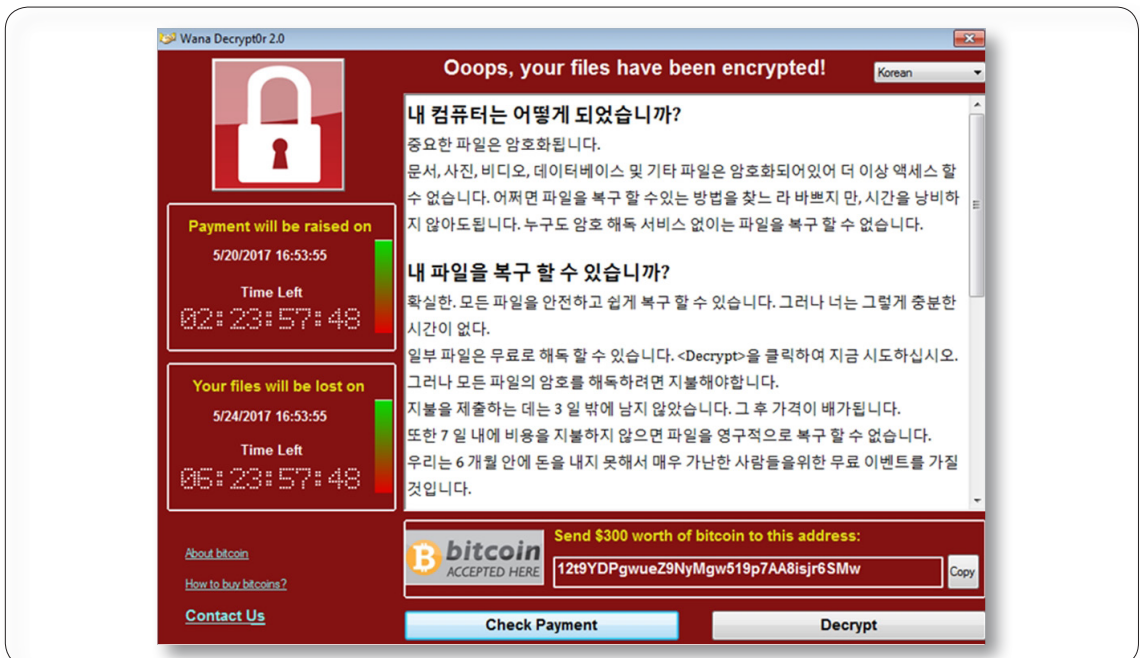 Wana Decrypt0r 2.0
Ooops, your files have been encrypted!
Korean
내 컴퓨터는 어떻게 되었습니까?
중요한 파일은 암호화됩니다.
문서, 사진, 비디오, 데이터베이스 및 기타 파일은 암호화되어있어 더 이상 액세스 할
수 없습니다. 어쩌면 파일을 복구 할 수있는 방법을 찾느 라 바쁘지 만, 시간을 낭비하
지 않아도됩니다. 누구도 암호 해독 서비스 없이는 파일을 복구 할 수 없습니다.
내 파일을 복구 할 수 있습니까?
확실한. 모든 파일을 안전하고 쉽게 복구 할 수 있습니다. 그러나 너는 그렇게 중분한
시간이 없다.
일부 파일은 무료로 해독 할 수 있습니다. <Decrypt>을 클릭하여 지금 시도하십시오.
그러나 모든 파일의 암호를 해독하려면 지불해야합니다.
지불을 제출하는 데는 3 일 밖에 남지 않았습니다. 그 후 가격이 배가됩니다.
또한 7 일 내에 비용을 지불하지 않으면 파일을 영구적으로 복구 할 수 없습니다.
우리는 6 개월 안에 돈을 내지 못해서 매우 가난한 사람들을위한 무료 이벤트를 가질
것입니다.
Payment will be raised on
5/20/2017 16:53:55
Time Left
02:23:57:48
Your files will be lost on
5/24/2017 16:53:55
Time Left
06:23:57:48
About bitcoin
How to buy bitcoins?
Contact Us
bitcoin
ACCEPTED HERE
Send $300 worth of bitcoin to this address:
12t9YDPgwueZ9NyMgw519p7AA8isjr6SMw
Copy
Check Payment
Decrypt